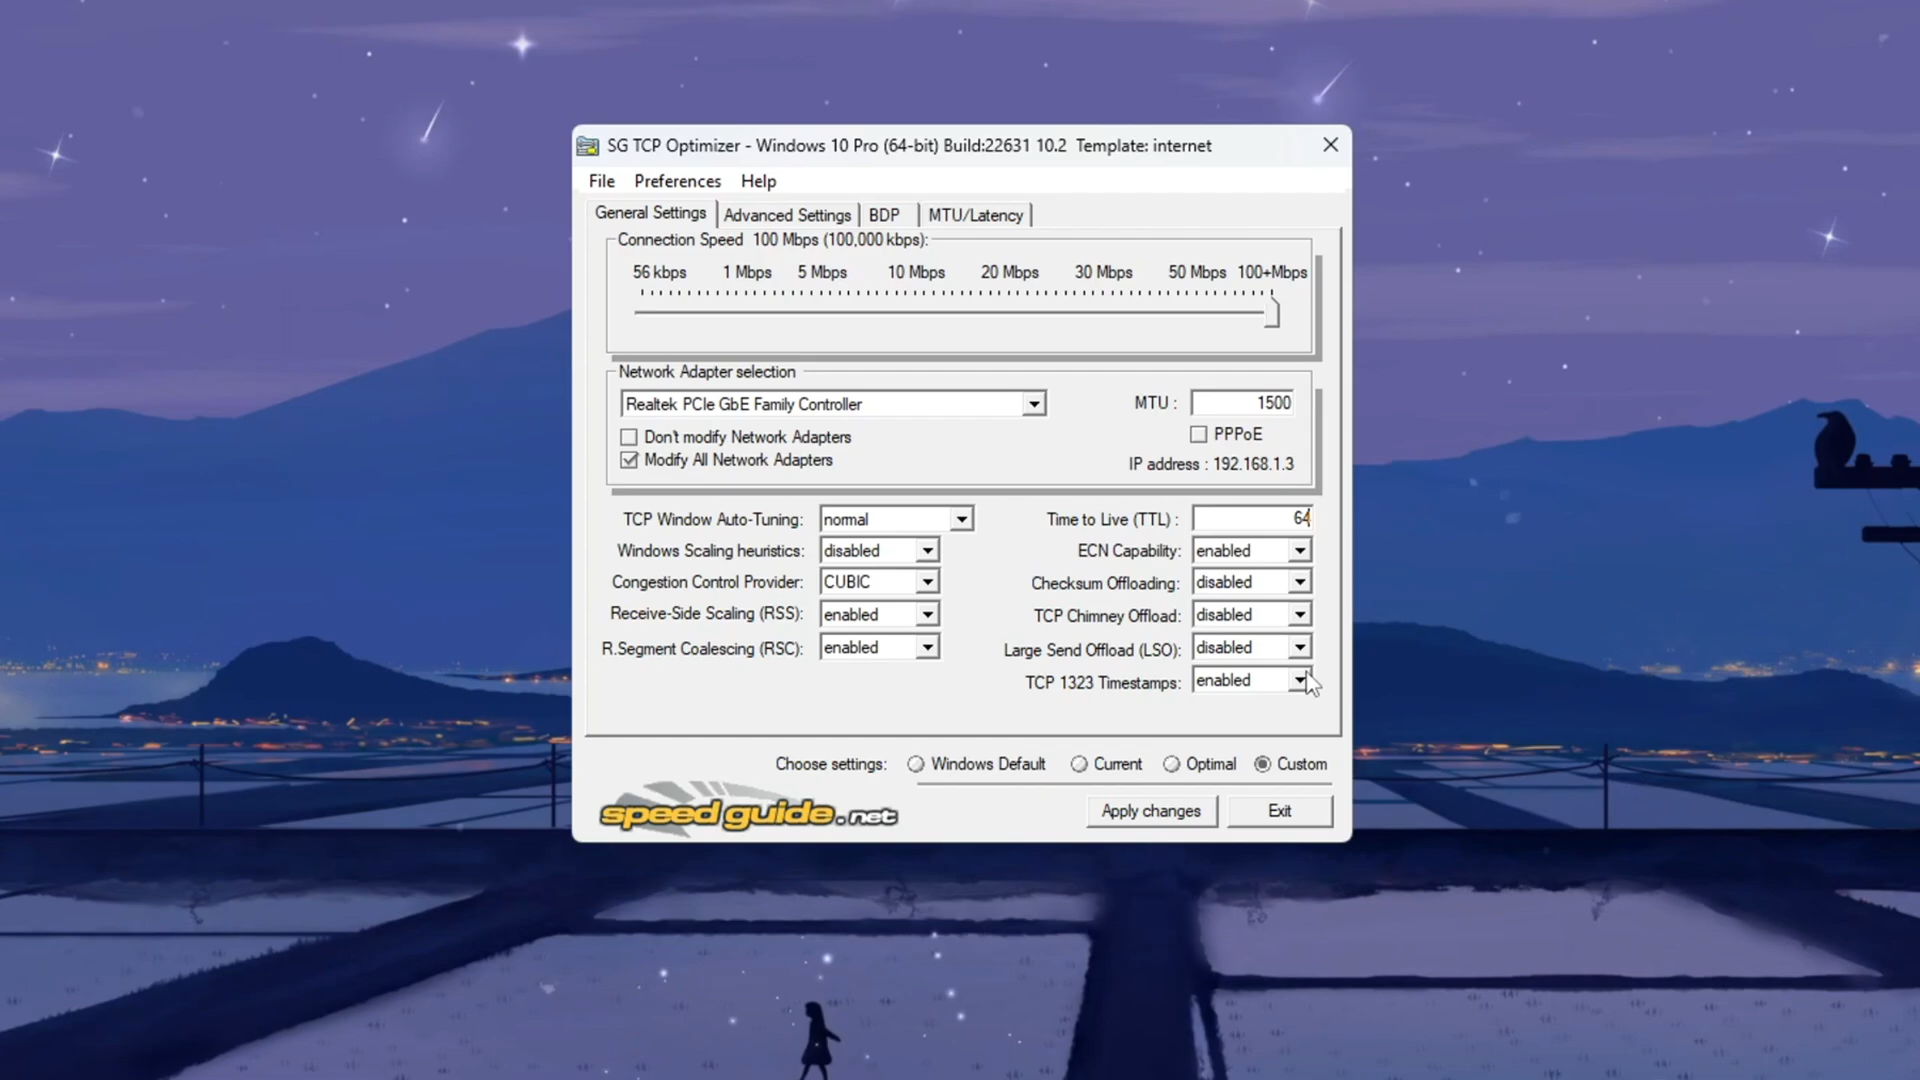 SG TCP Optimizer - Windows 10 Pro (64-bit) Build:22631 10.2  Template: internet
File Preferences Help
General Settings Advanced Settings BDP MTU/Latency
Connection Speed 100 Mbps (100,000 kbps):
56 kbps 1 Mbps 5 Mbps 10 Mbps 20 Mbps 30 Mbps 50 Mbps 100+Mbps
Network Adapter selection
Realtek PCIe GbE Family Controller MTU : 1500
Don't modify Network Adapters PPPoE
Modify All Network Adapters IP address : 192.168.1.3
TCP Window Auto-Tuning: normal Time to Live (TTL) : 64
Windows Scaling heuristics: disabled ECN Capability: enabled
Congestion Control Provider: CUBIC Checksum Offloading: disabled
Receive-Side Scaling (RSS): enabled TCP Chimney Offload: disabled
R.Segment Coalescing (RSC): enabled Large Send Offload (LSO): disabled
TCP 1323 Timestamps: enabled
Choose settings: Windows Default Current Optimal Custom
speedguide.net Apply changes Exit